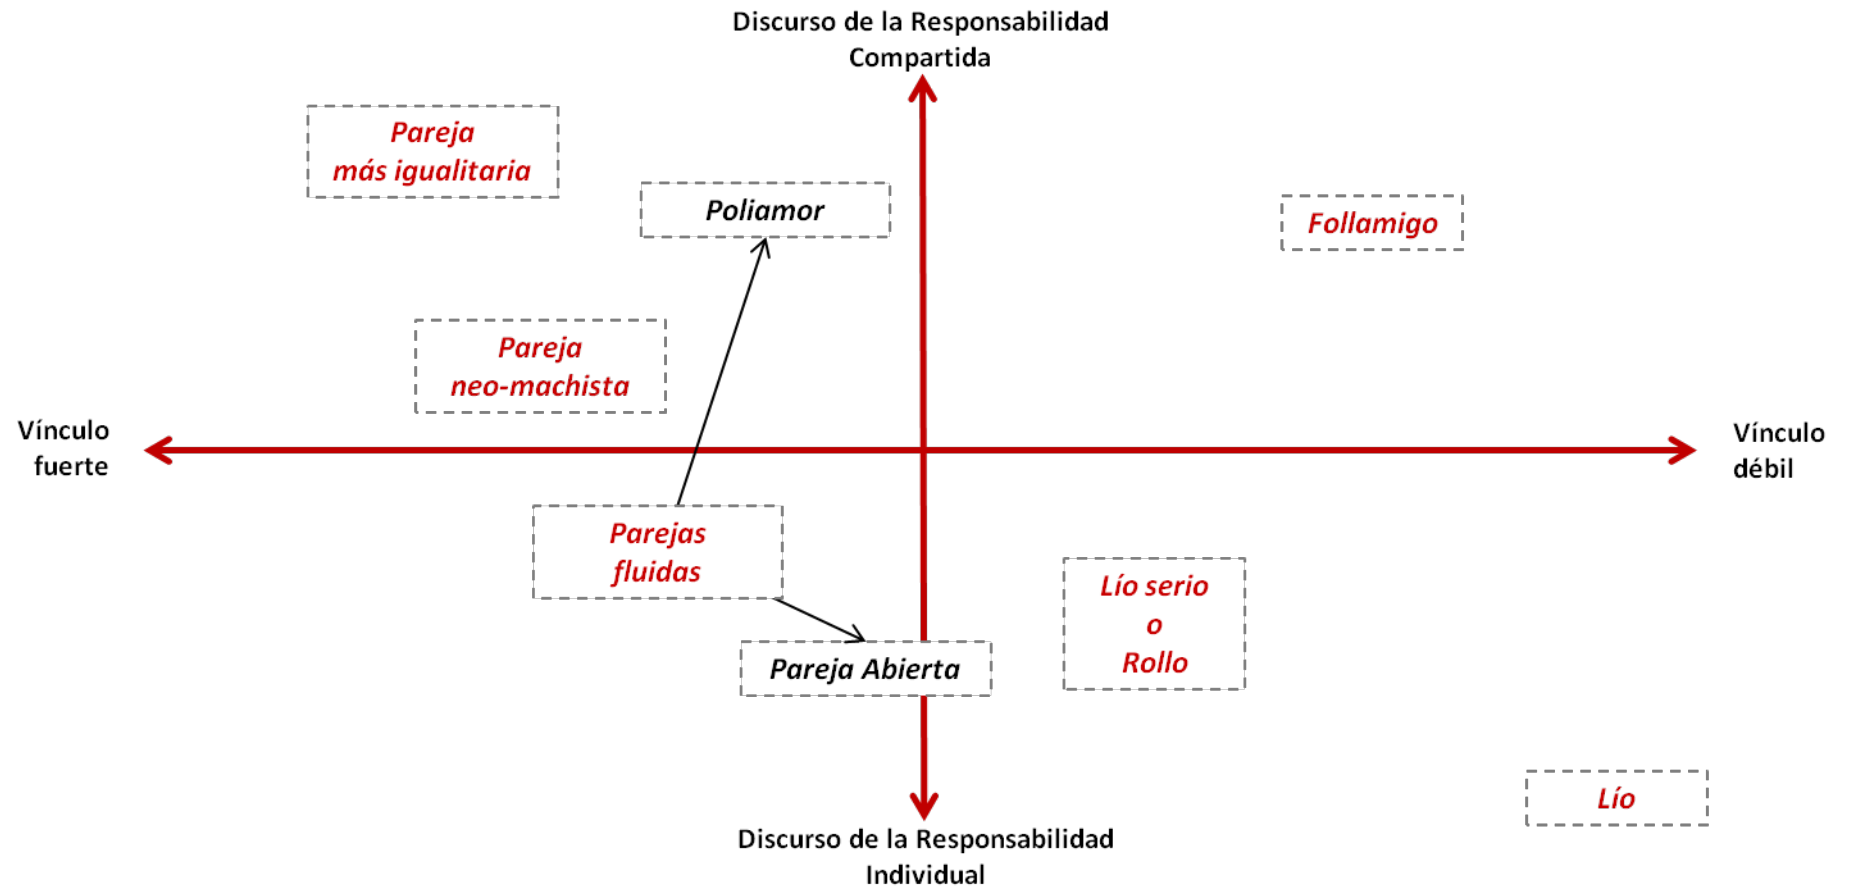 Discurso de la Responsabilidad
Compartida
Pareja
más igualitaria
Poliamor
Follamigo
Pareja
neo-machista
Vínculo
fuerte
Vínculo
débil
Parejas
fluidas
Lío serio
o
Rollo
Pareja Abierta
Lío
Discurso de la Responsabilidad
Individual